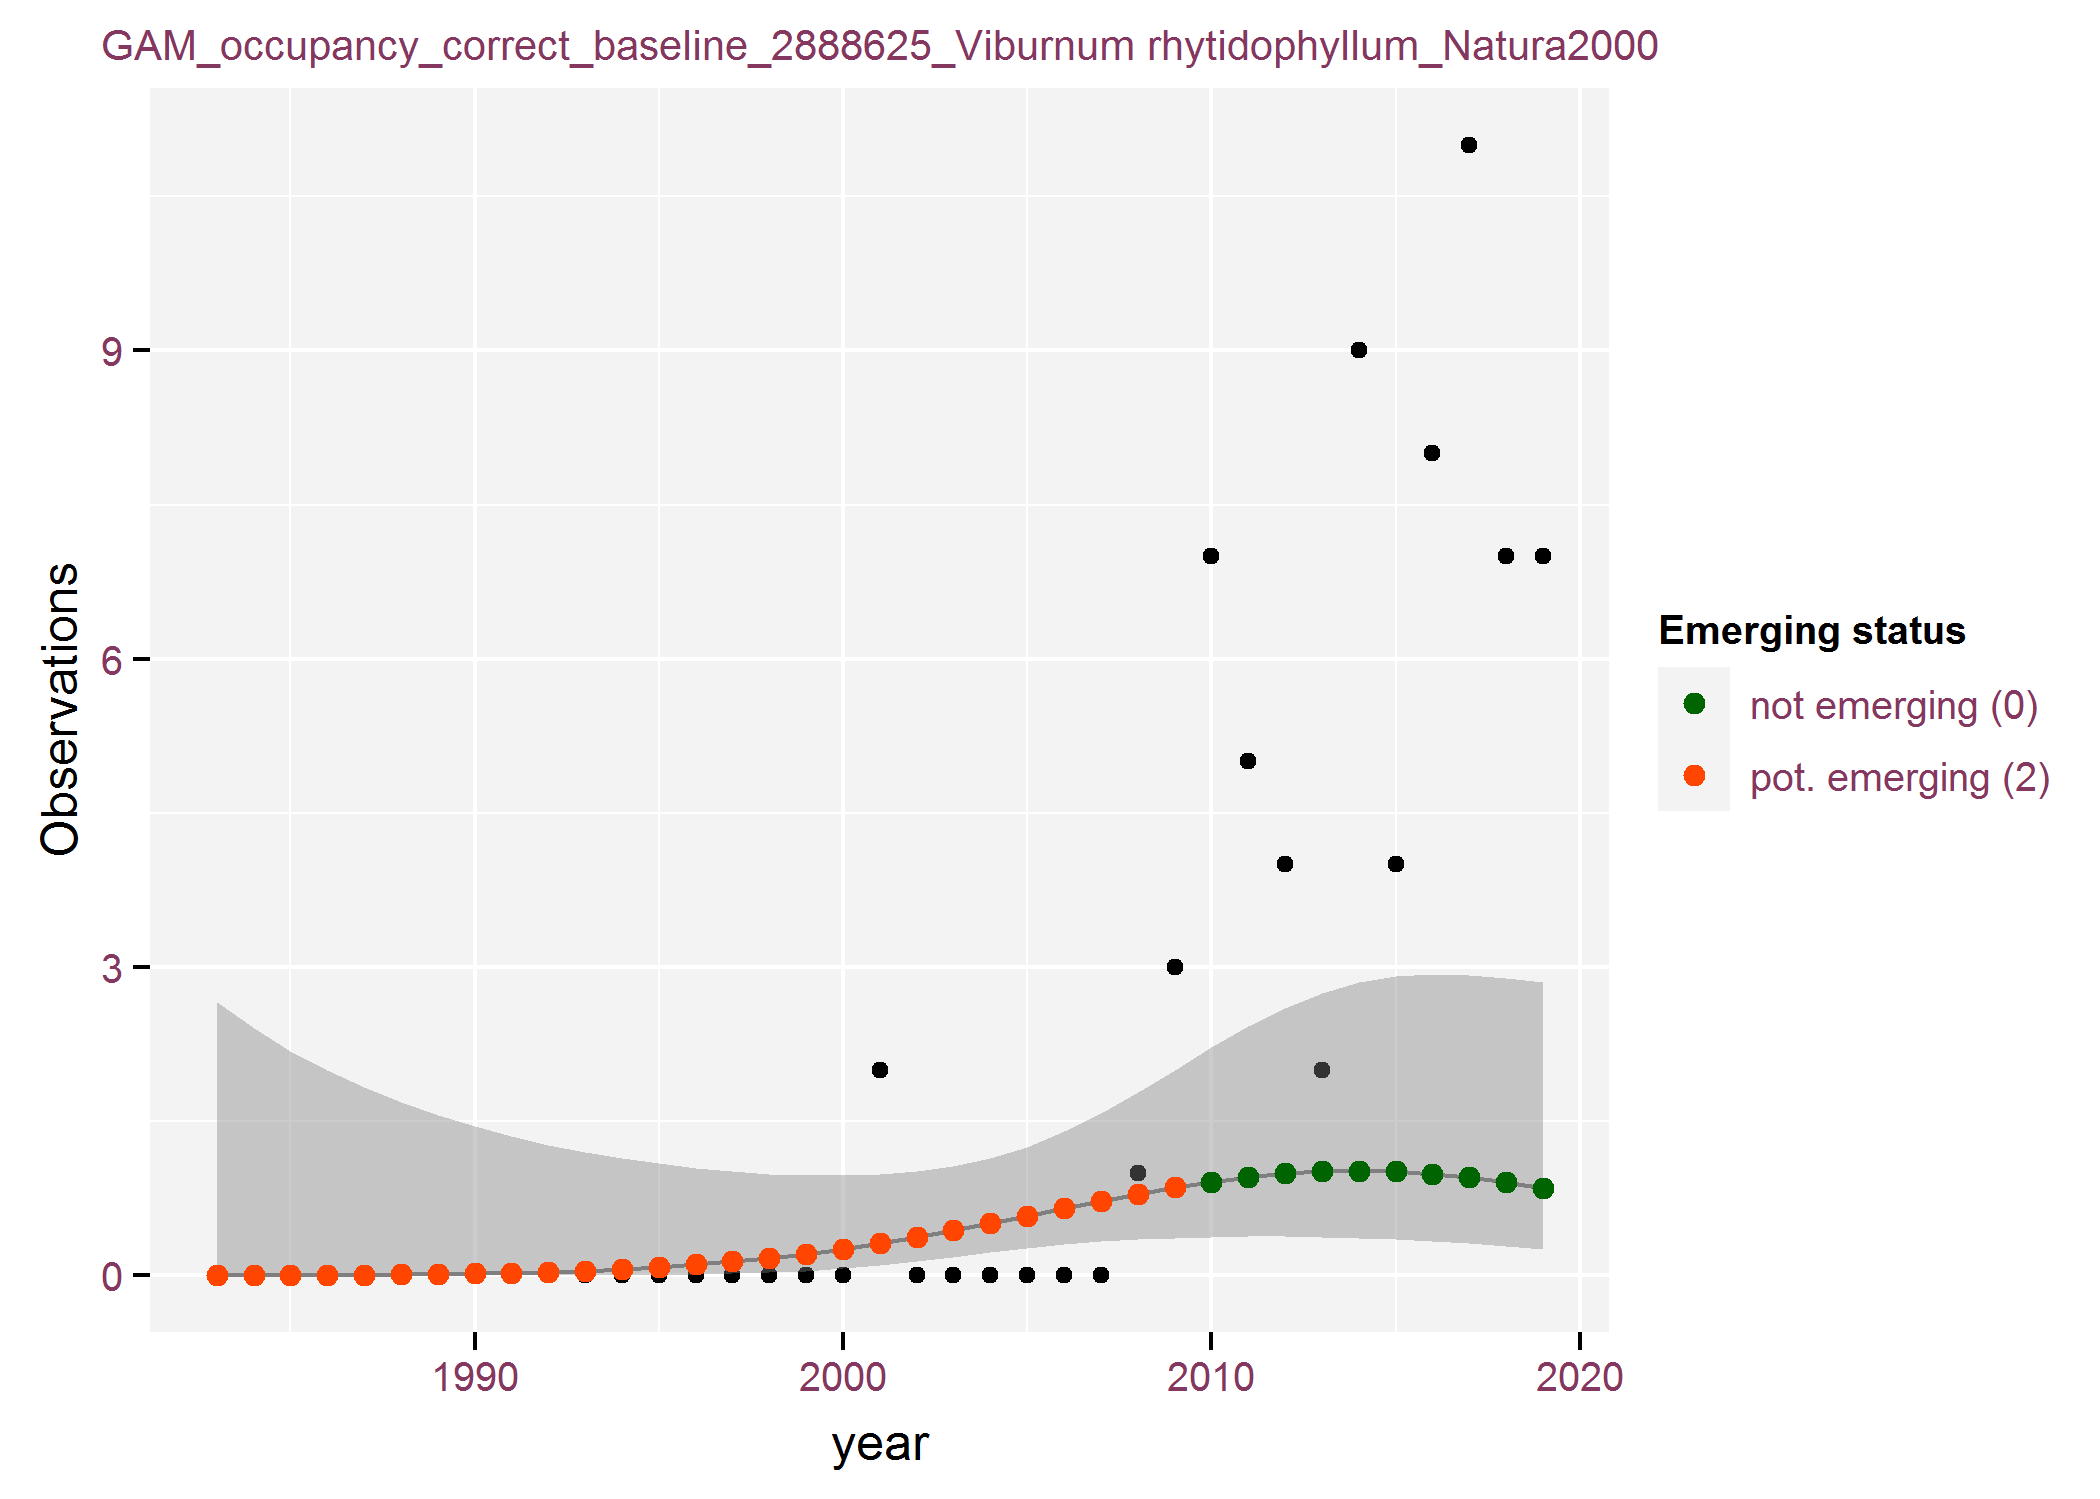 GAM_occupancy_correct_baseline_2888625_Viburnum rhytidophyllum_Natura2000
Observations
9
6
3
0
1990
2000
2010
2020
year
Emerging status
not emerging (0)
pot. emerging (2)